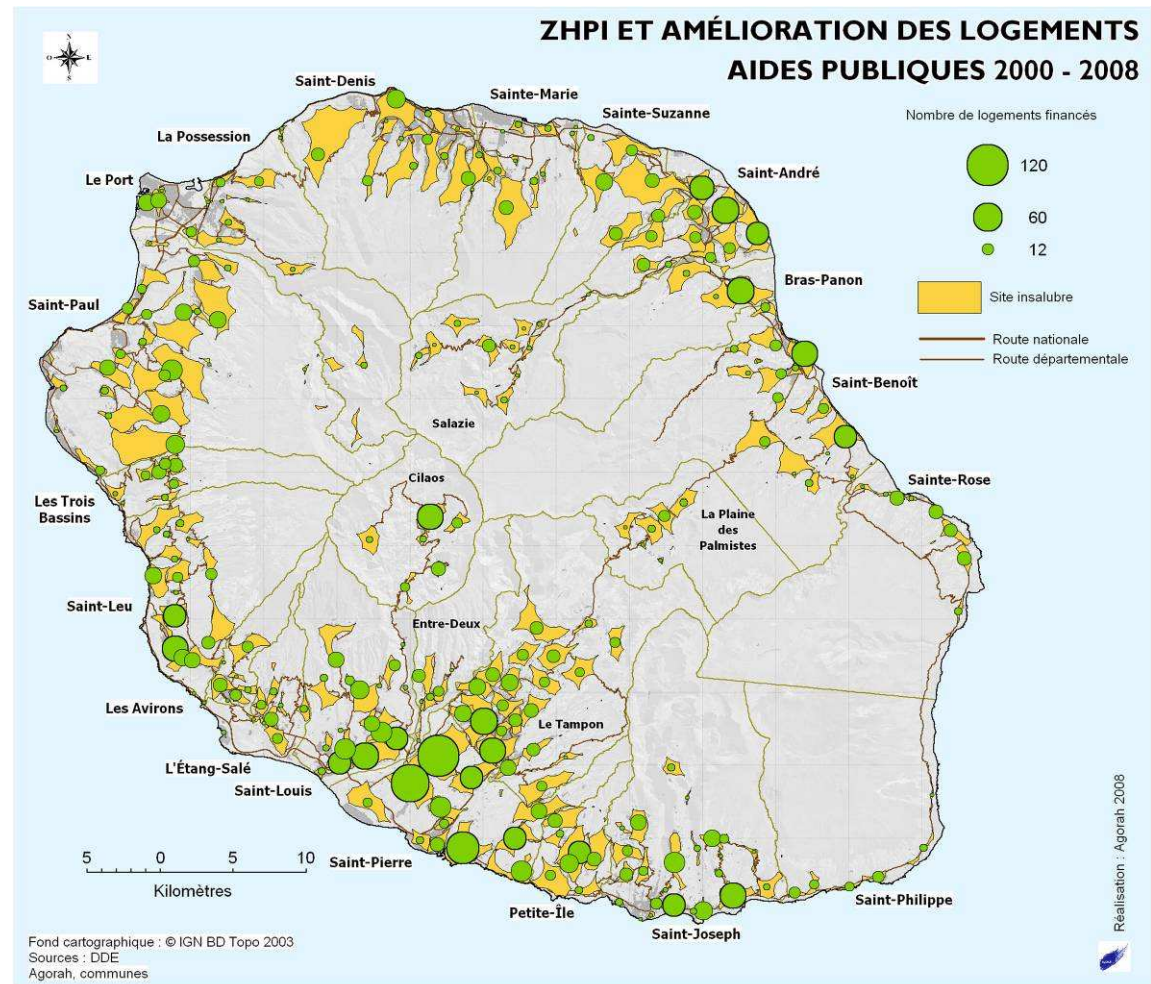 ZHPI ET AMÉLIORATION DES LOGEMENTS
AIDES PUBLIQUES 2000 - 2008
Nombre de logements financés
120
60
12
Site insalubre
Route nationale
Route départementale
N
O
E
S
Saint-Denis
Sainte-Marie
Sainte-Suzanne
La Possession
Le Port
Saint-André
Bras-Panon
Saint-Paul
Saint-Benoît
Salazie
Cilaos
Sainte-Rose
Les Trois
Bassins
La Plaine
des
Palmistes
Saint-Leu
Entre-Deux
Les Avirons
Le Tampon
L'Étang-Salé
Saint-Louis
Saint-Pierre
Petite-Île
Saint-Joseph
Saint-Philippe
5 0 5 10
Kilomètres
Fond cartographique : © IGN BD Topo 2003
Sources : DDE
Agorah, communes
Réalisation : Agorah 2008